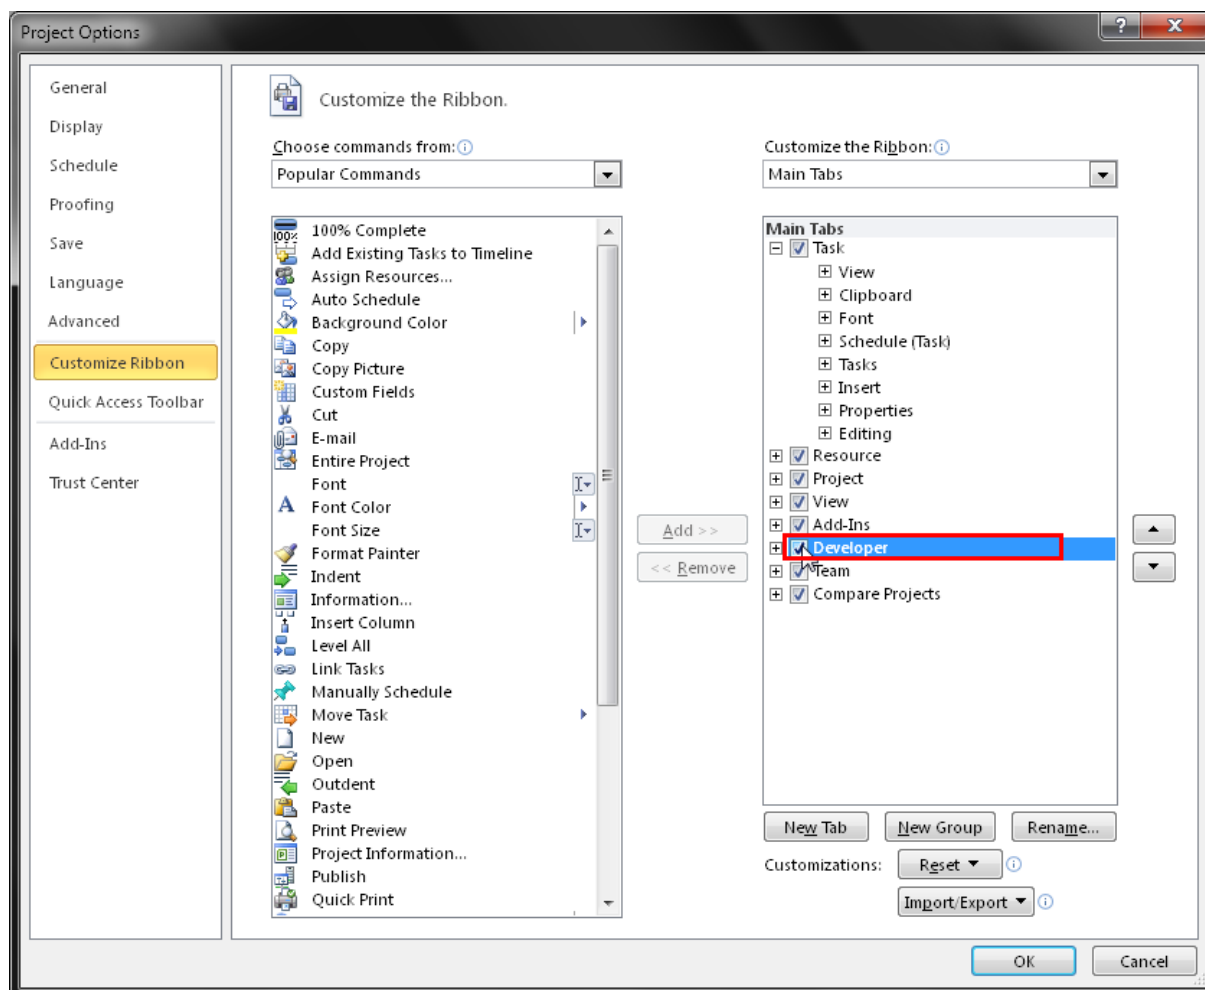 Project Options
General
Display
Schedule
Proofing
Save
Language
Advanced
Customize Ribbon
Quick Access Toolbar
Add-Ins
Trust Center
Customize the Ribbon.
Choose commands from:
Popular Commands
100% Complete
Add Existing Tasks to Timeline
Assign Resources...
Auto Schedule
Background Color
Copy
Copy Picture
Custom Fields
Cut
E-mail
Entire Project
Font
Font Color
Font Size
Format Painter
Indent
Information...
Insert Column
Level All
Link Tasks
Manually Schedule
Move Task
New
Open
Outdent
Paste
Print Preview
Project Information...
Publish
Quick Print
Add >>
<< Remove
Customize the Ribbon:
Main Tabs
Main Tabs
Task
View
Clipboard
Font
Schedule (Task)
Tasks
Insert
Properties
Editing
Resource
Project
View
Add-Ins
Developer
Team
Compare Projects
New Tab
New Group
Rename...
Customizations:
Reset
Import/Export
OK
Cancel